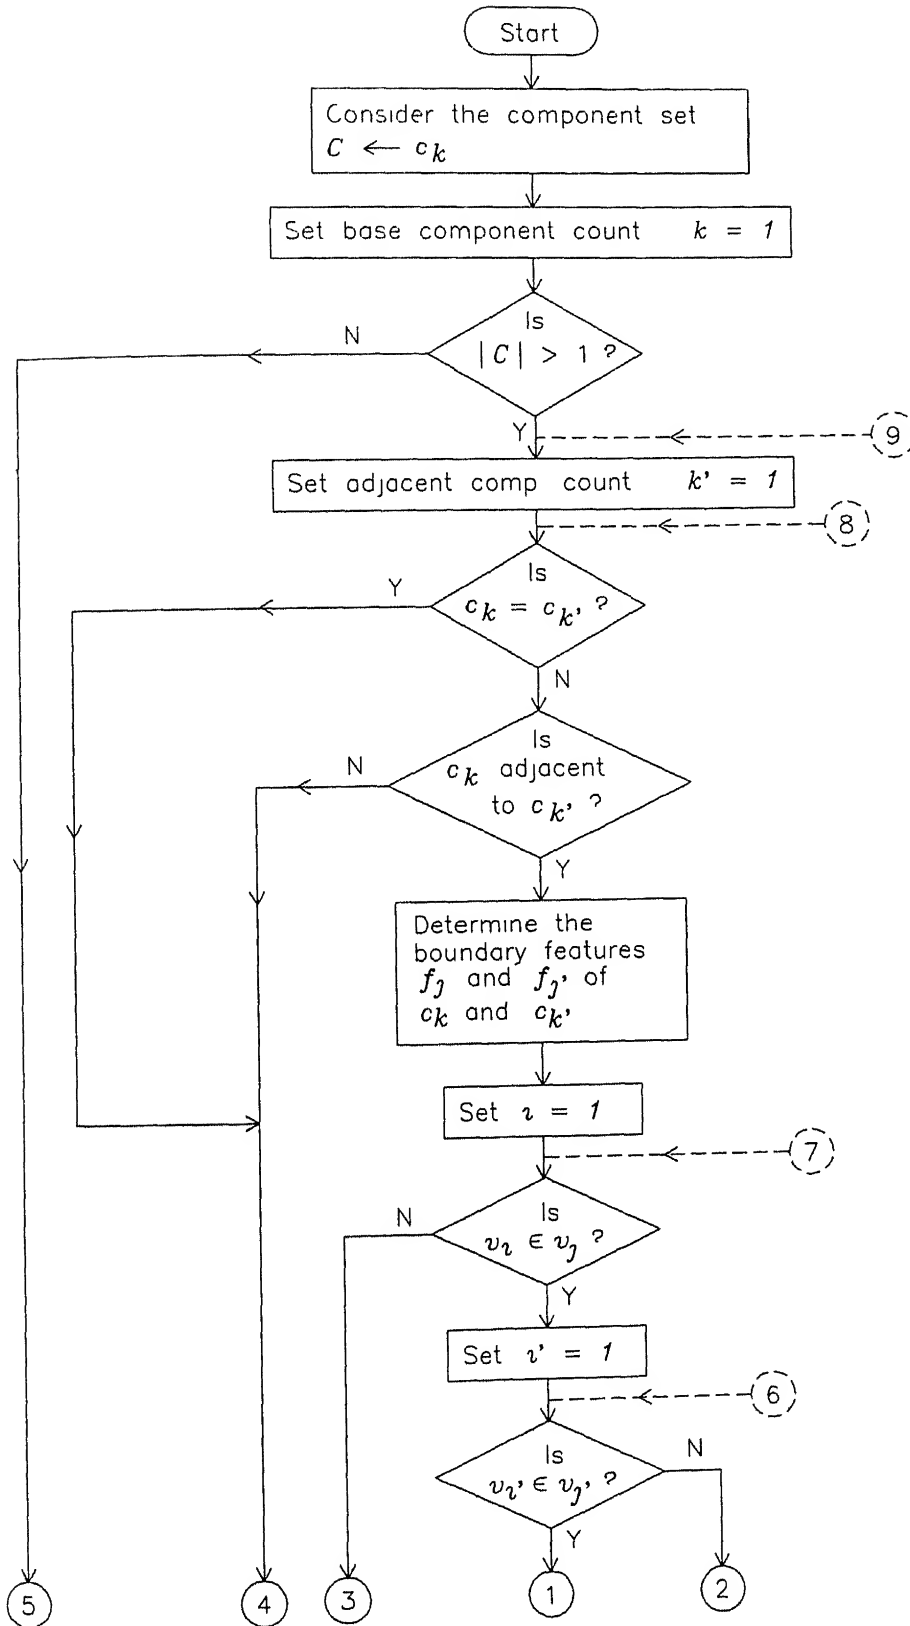 Start
Consider the component set
C ← c_k
Set base component count k = 1
Is
|C| > 1 ?
N
Y
9
Set adjacent comp count k' = 1
8
Is
c_k = c_k' ?
Y
N
Is
c_k adjacent
to c_k' ?
N
Y
Determine the
boundary features
f_j and f_j' of
c_k and c_k'
Set i = 1
7
Is
v_i ∈ v_j ?
N
Y
Set i' = 1
6
Is
v_i' ∈ v_j' ?
N
Y
5
4
3
1
2